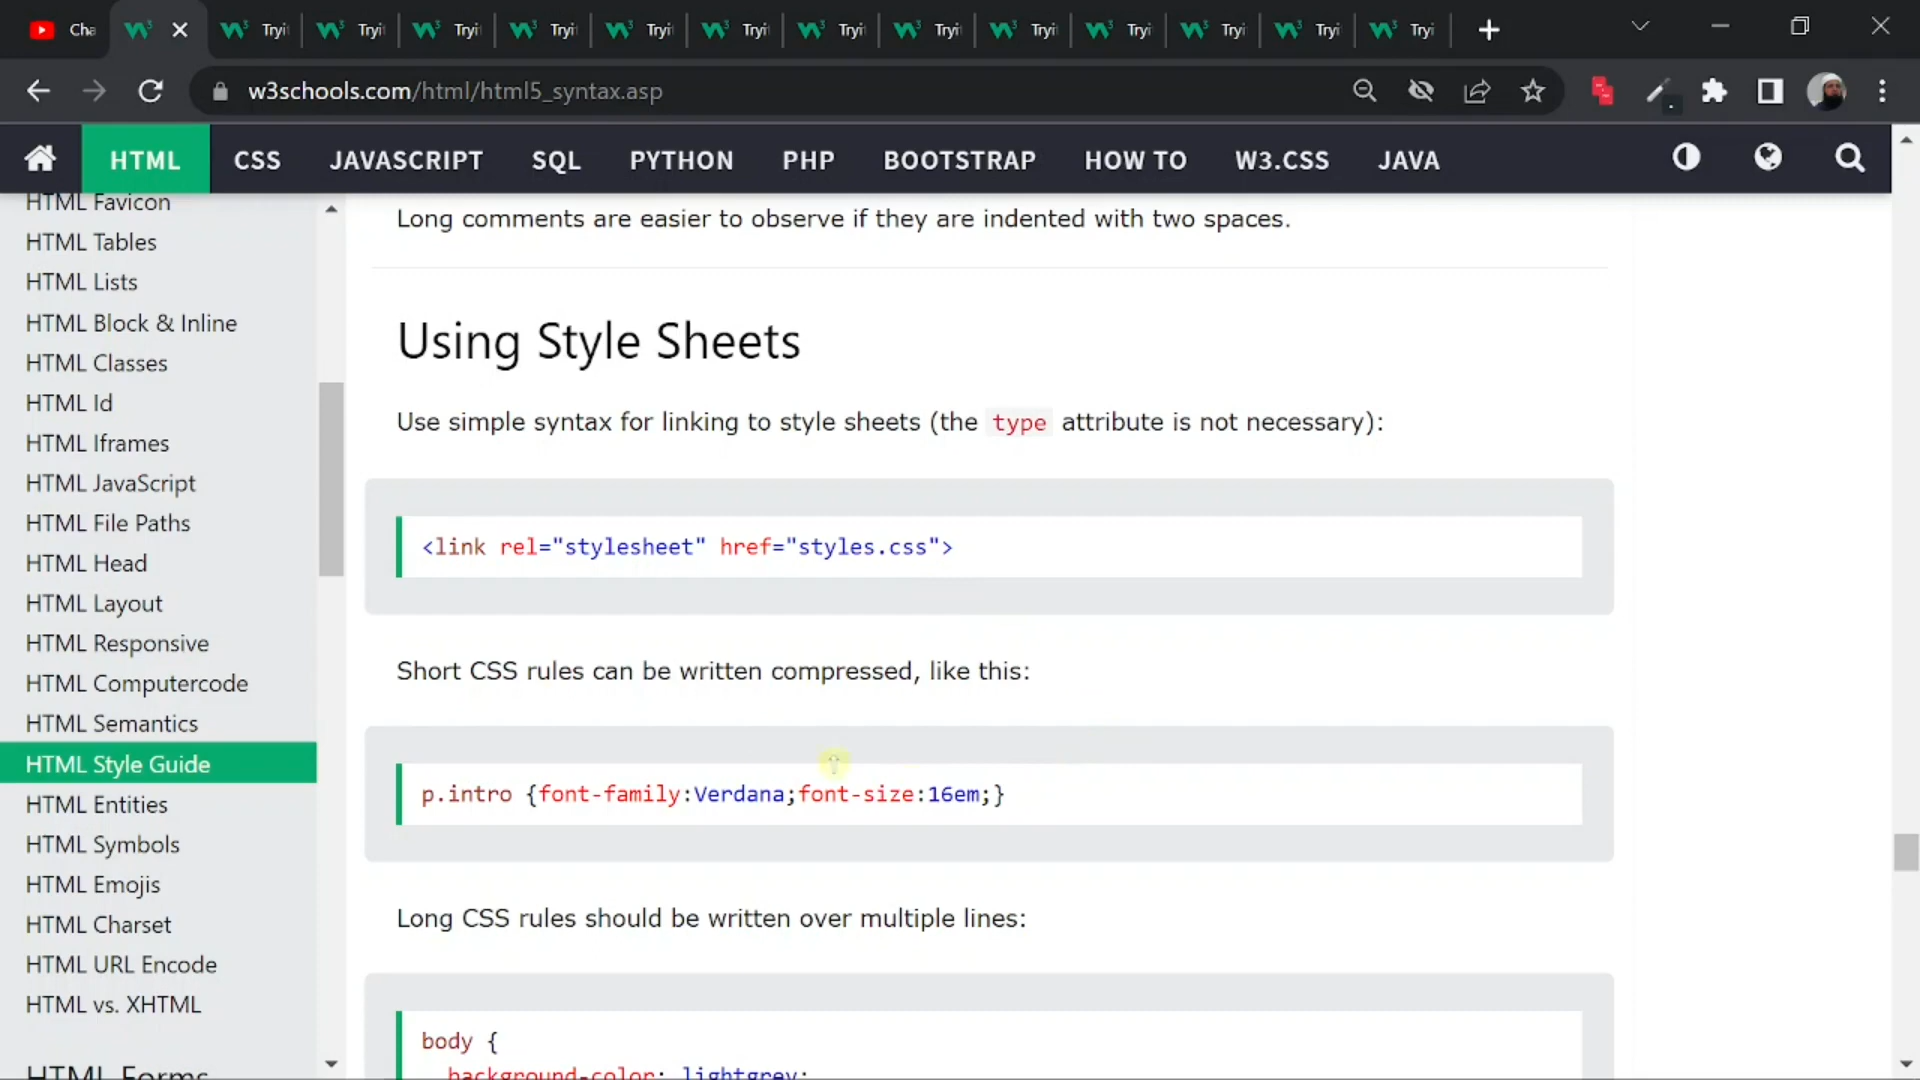 Cha
Tryi
Tryi
Tryi
Tryi
Tryi
Tryi
Tryi
Tryi
Tryi
Tryi
Tryi
Tryi
Tryi
w3schools.com/html/html5_syntax.asp
HTML CSS JAVASCRIPT SQL PYTHON PHP BOOTSTRAP HOW TO W3.CSS JAVA
HTML Favicon
HTML Tables
HTML Lists
HTML Block & Inline
HTML Classes
HTML Id
HTML Iframes
HTML JavaScript
HTML File Paths
HTML Head
HTML Layout
HTML Responsive
HTML Computercode
HTML Semantics
HTML Style Guide
HTML Entities
HTML Symbols
HTML Emojis
HTML Charset
HTML URL Encode
HTML vs. XHTML
HTML Forms
Long comments are easier to observe if they are indented with two spaces.
Using Style Sheets
Use simple syntax for linking to style sheets (the type attribute is not necessary):
<link rel="stylesheet" href="styles.css">
Short CSS rules can be written compressed, like this:
p.intro {font-family:Verdana;font-size:16em;}
Long CSS rules should be written over multiple lines:
body {
background-color: lightgrey;